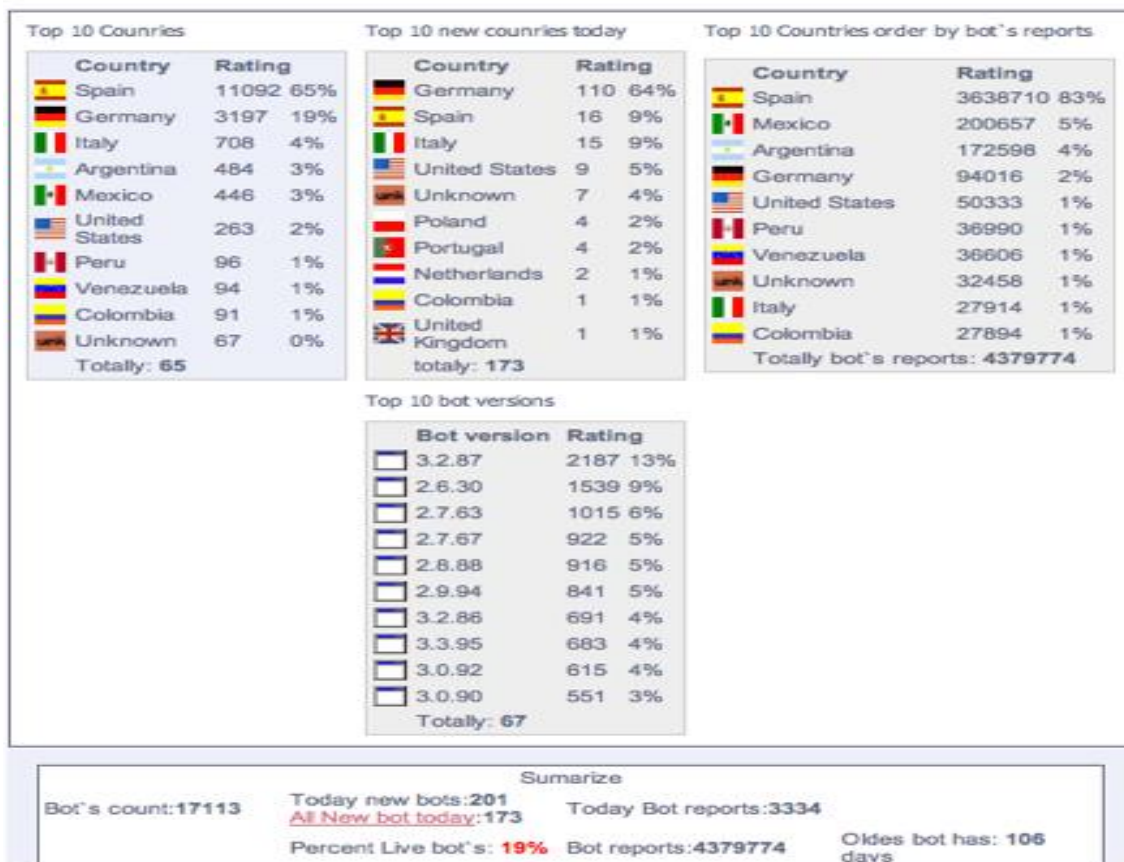 Top 10 Counries
Country Rating
Spain 11092 65%
Germany 3197 19%
Italy 708 4%
Argentina 484 3%
Mexico 446 3%
United States 263 2%
Peru 96 1%
Venezuela 94 1%
Colombia 91 1%
unk Unknown 67 0%
Totally: 65
Top 10 new counries today
Country Rating
Germany 110 64%
Spain 16 9%
Italy 15 9%
United States 9 5%
unk Unknown 7 4%
Poland 4 2%
Portugal 4 2%
Netherlands 2 1%
Colombia 1 1%
United Kingdom 1 1%
totaly: 173
Top 10 Countries order by bot`s reports
Country Rating
Spain 3638710 83%
Mexico 200657 5%
Argentina 172598 4%
Germany 94016 2%
United States 50333 1%
Peru 36990 1%
Venezuela 36606 1%
unk Unknown 32458 1%
Italy 27914 1%
Colombia 27894 1%
Totally bot`s reports: 4379774
Top 10 bot versions
Bot version Rating
3.2.87 2187 13%
2.6.30 1539 9%
2.7.63 1015 6%
2.7.67 922 5%
2.8.88 916 5%
2.9.94 841 5%
3.2.86 691 4%
3.3.95 683 4%
3.0.92 615 4%
3.0.90 551 3%
Totally: 67
Sumarize
Bot`s count:17113
Today new bots:201
All New bot today:173
Today Bot reports:3334
Percent Live bot`s: 19%
Bot reports:4379774
Oldes bot has: 106
days